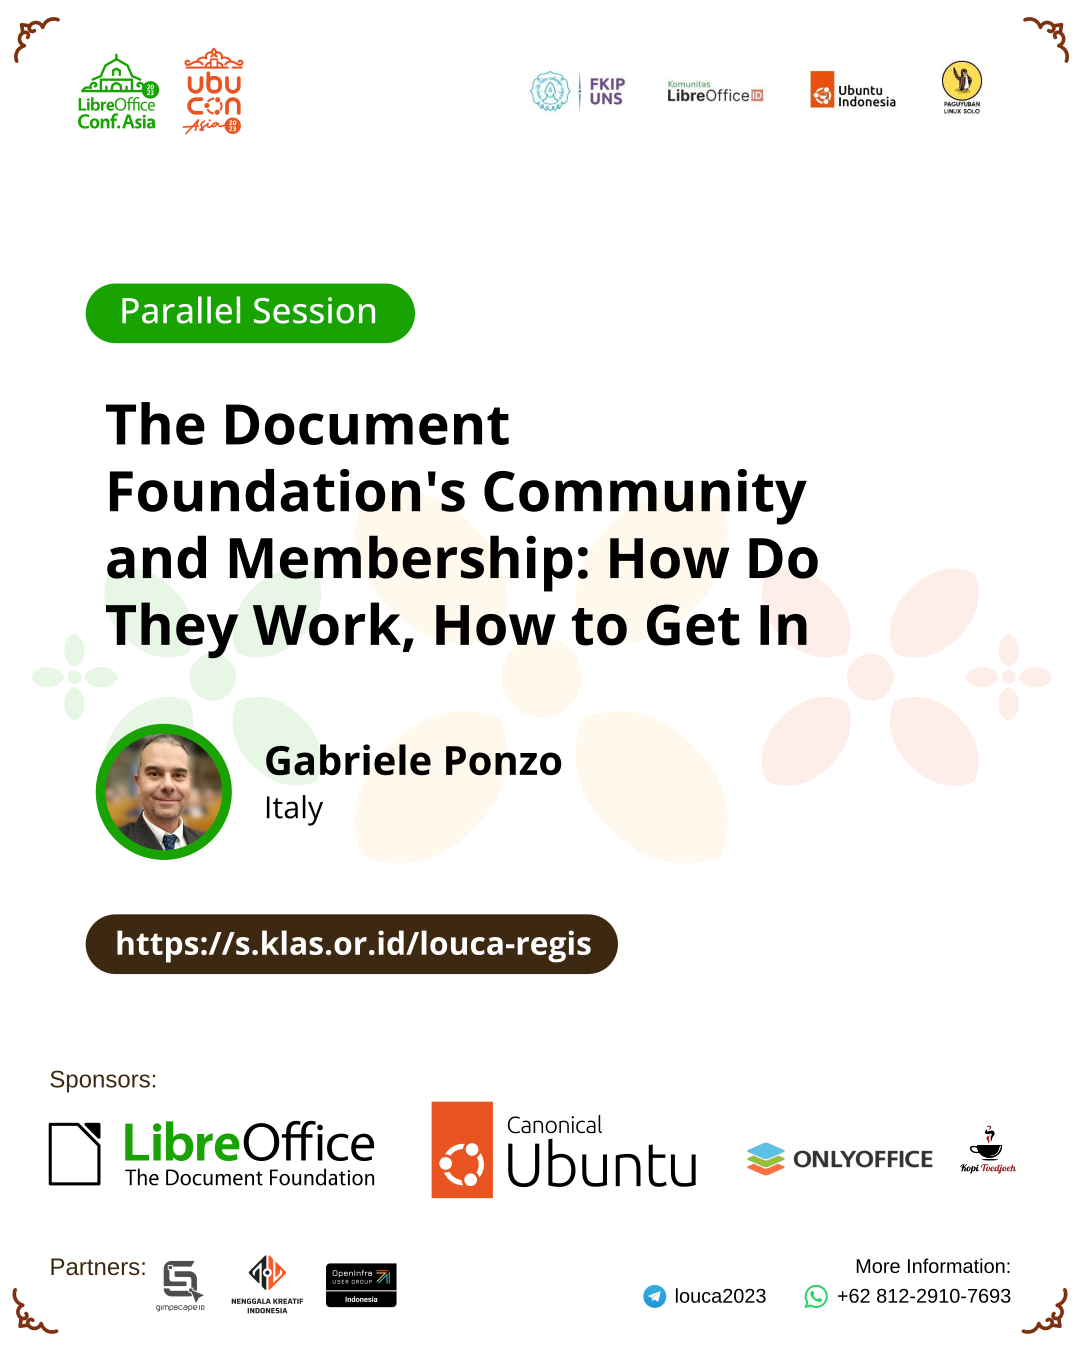 LibreOffice
Conf.Asia
2023
ubu
con
Asia
2023
FKIP
UNS
Komunitas
LibreOffice ID
Ubuntu
Indonesia
PAGUYUBAN
LINUX SOLO
Parallel Session
The Document
Foundation's Community
and Membership: How Do
They Work, How to Get In
Gabriele Ponzo
Italy
https://s.klas.or.id/louca-regis
Sponsors:
LibreOffice
The Document Foundation
Canonical
Ubuntu
ONLYOFFICE
Kopi Toedjoeh
Partners:
gimpscape ID
NENGGALA KREATIF
INDONESIA
OpenInfra
USER GROUP
Indonesia
More Information:
louca2023
+62 812-2910-7693